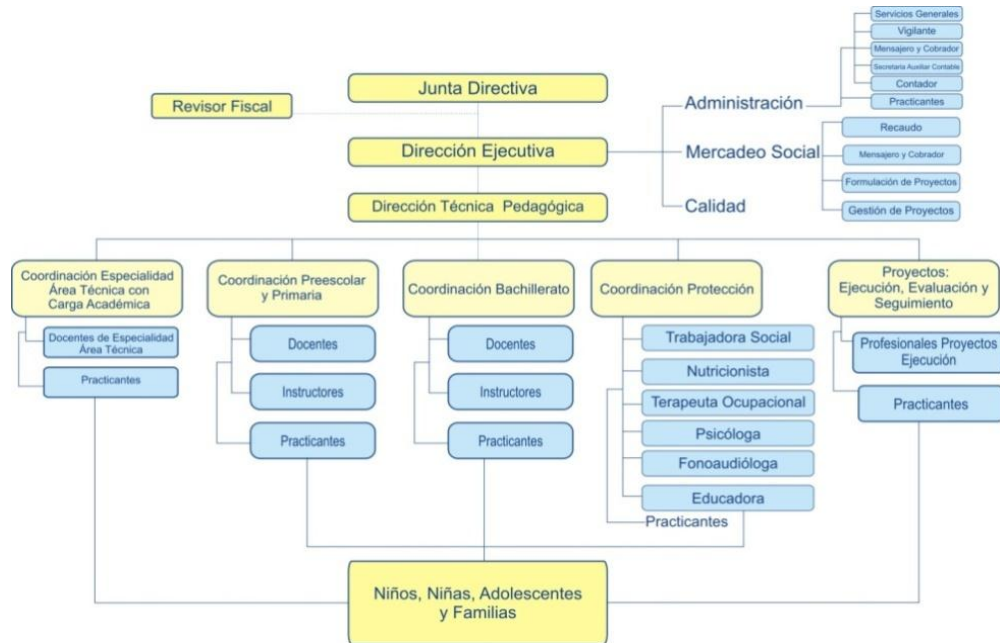 Junta Directiva
Revisor Fiscal
Dirección Ejecutiva
Dirección Técnica Pedagógica
Administración
Servicios Generales
Vigilante
Mensajero y Cobrador
Secretaria Auxiliar Contable
Contador
Practicantes
Mercadeo Social
Recaudo
Mensajero y Cobrador
Formulación de Proyectos
Gestión de Proyectos
Calidad
Coordinación Especialidad
Área Técnica con
Carga Académica
Docentes de Especialidad
Área Técnica
Practicantes
Coordinación Preescolar
y Primaria
Docentes
Instructores
Practicantes
Coordinación Bachillerato
Docentes
Instructores
Practicantes
Coordinación Protección
Trabajadora Social
Nutricionista
Terapeuta Ocupacional
Psicóloga
Fonoaudióloga
Educadora
Practicantes
Proyectos:
Ejecución, Evaluación y
Seguimiento
Profesionales Proyectos
Ejecución
Practicantes
Niños, Niñas, Adolescentes
y Familias